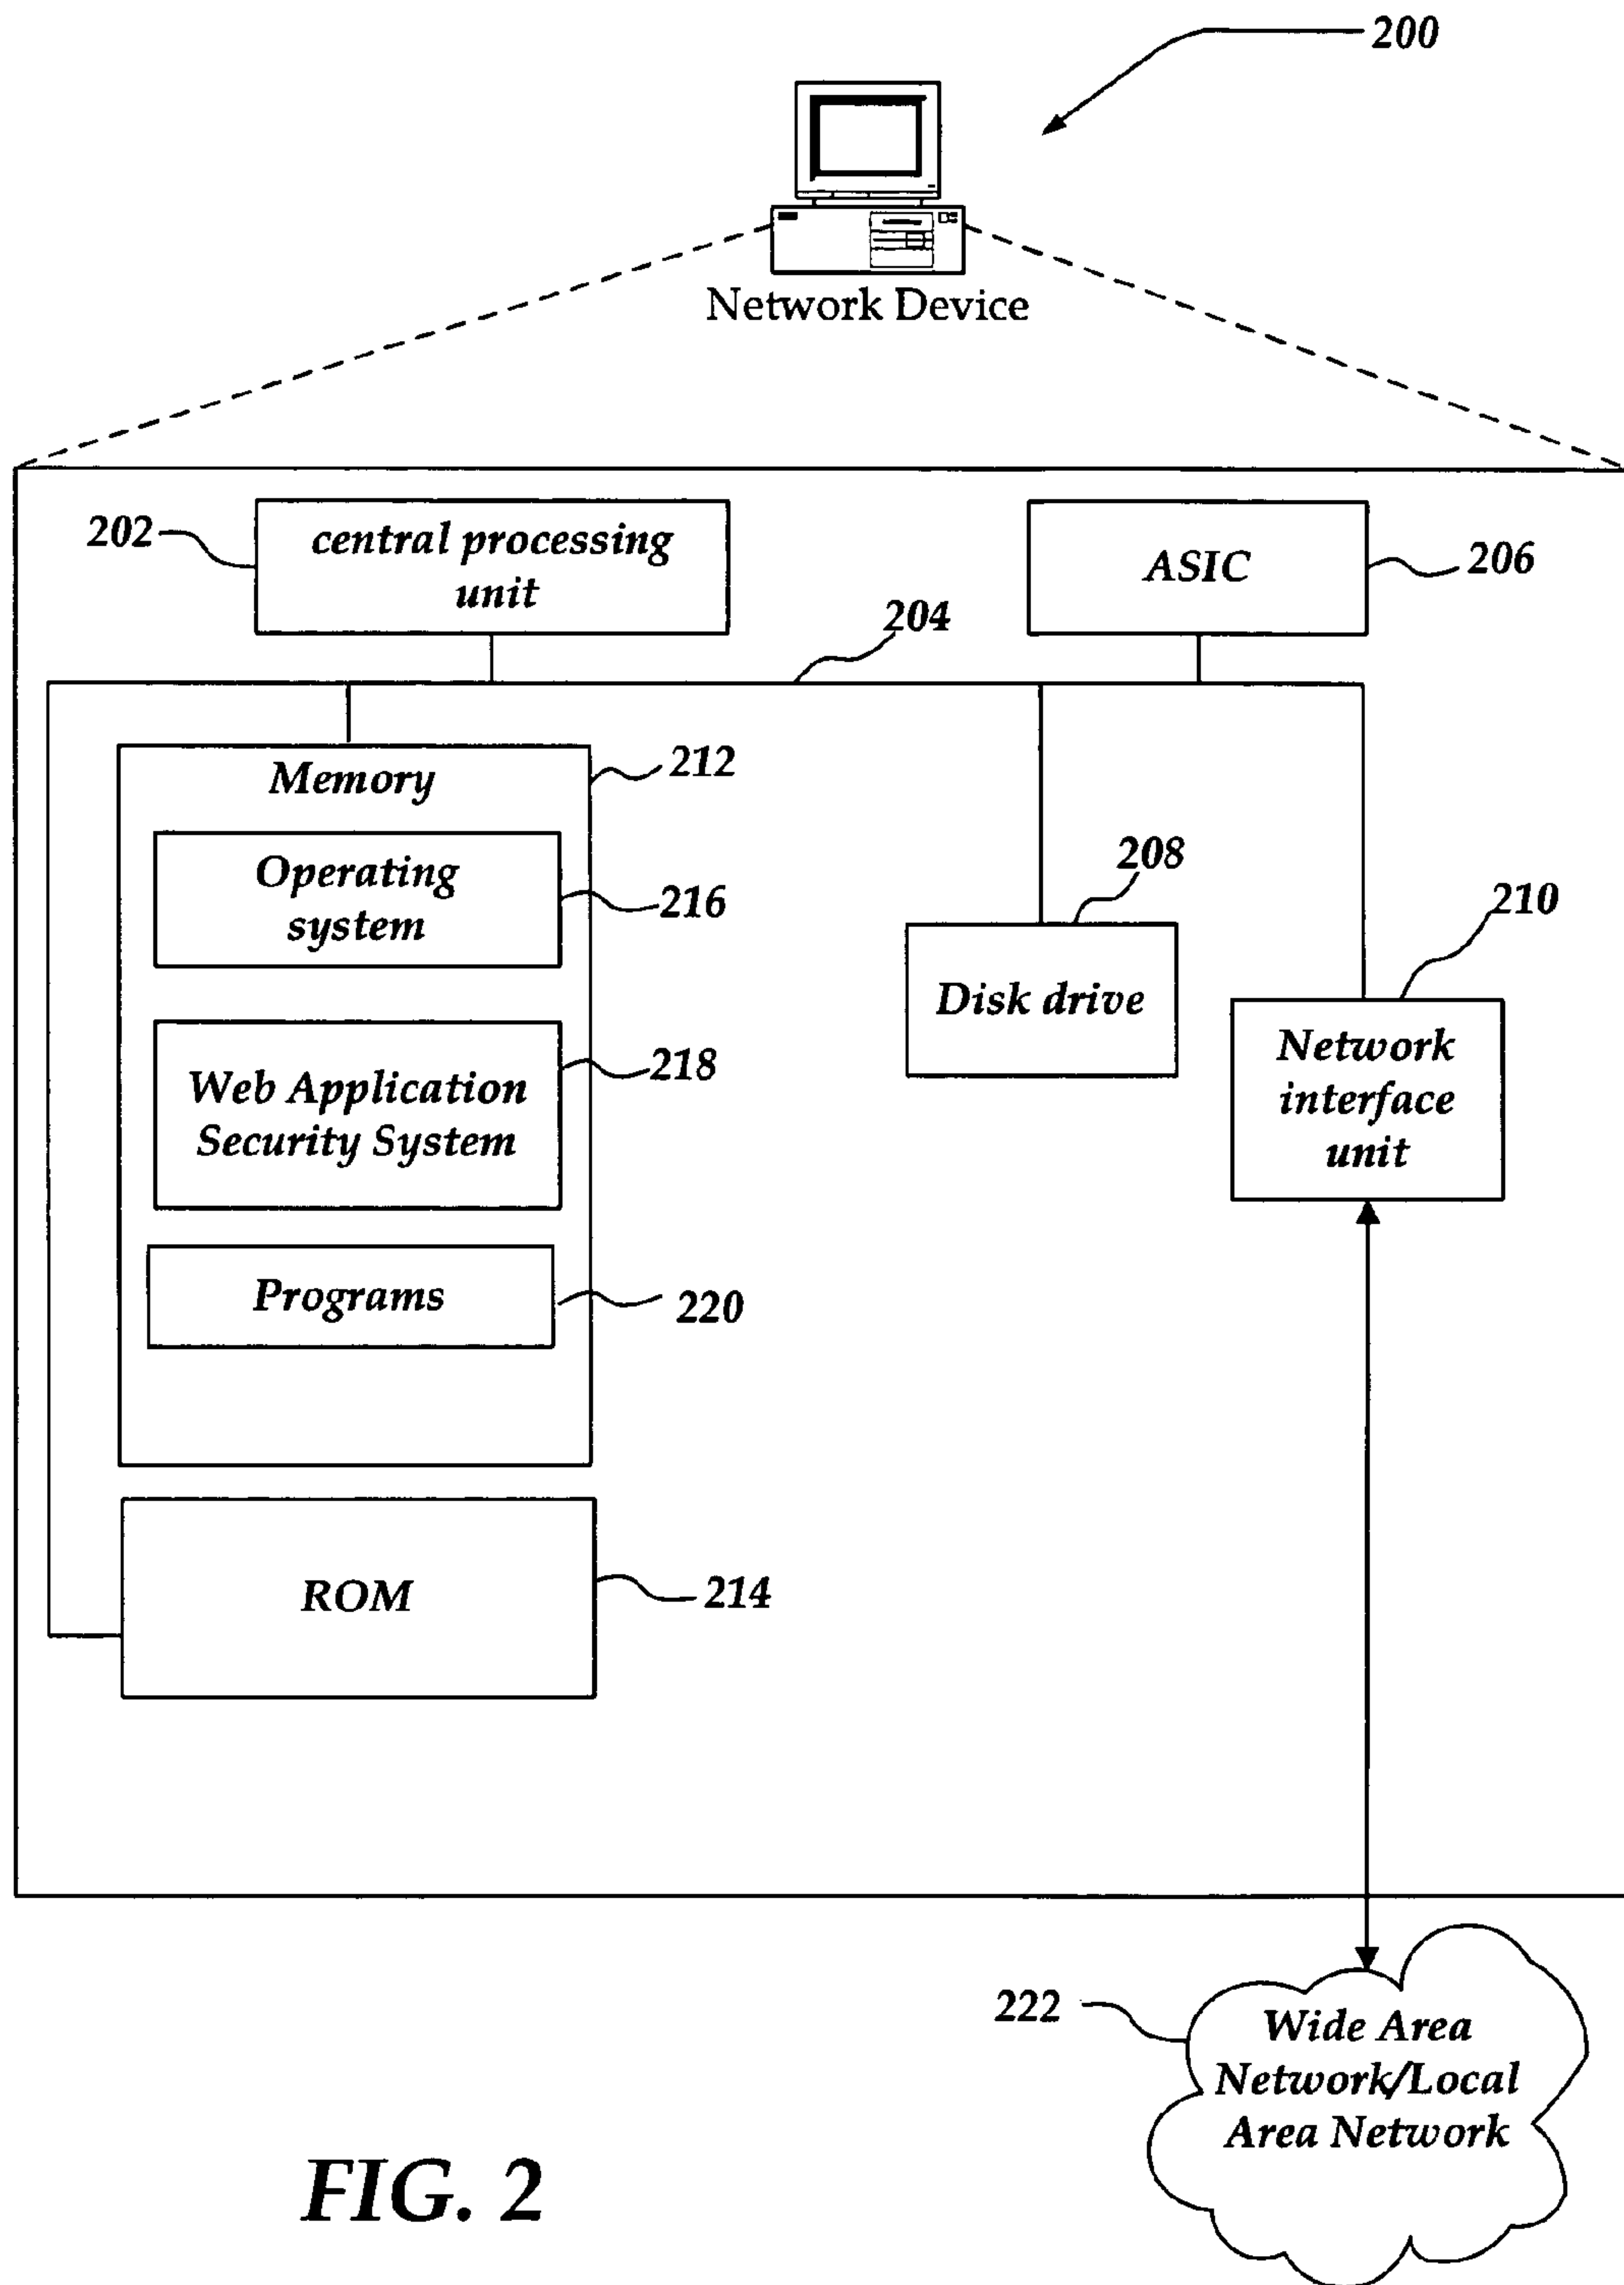 200
Network Device
202
central processing
unit
ASIC
206
204
Memory
212
Operating
system
216
208
Disk drive
210
Network
interface
unit
Web Application
Security System
218
Programs
220
ROM
214
222
Wide Area
Network/Local
Area Network
FIG. 2